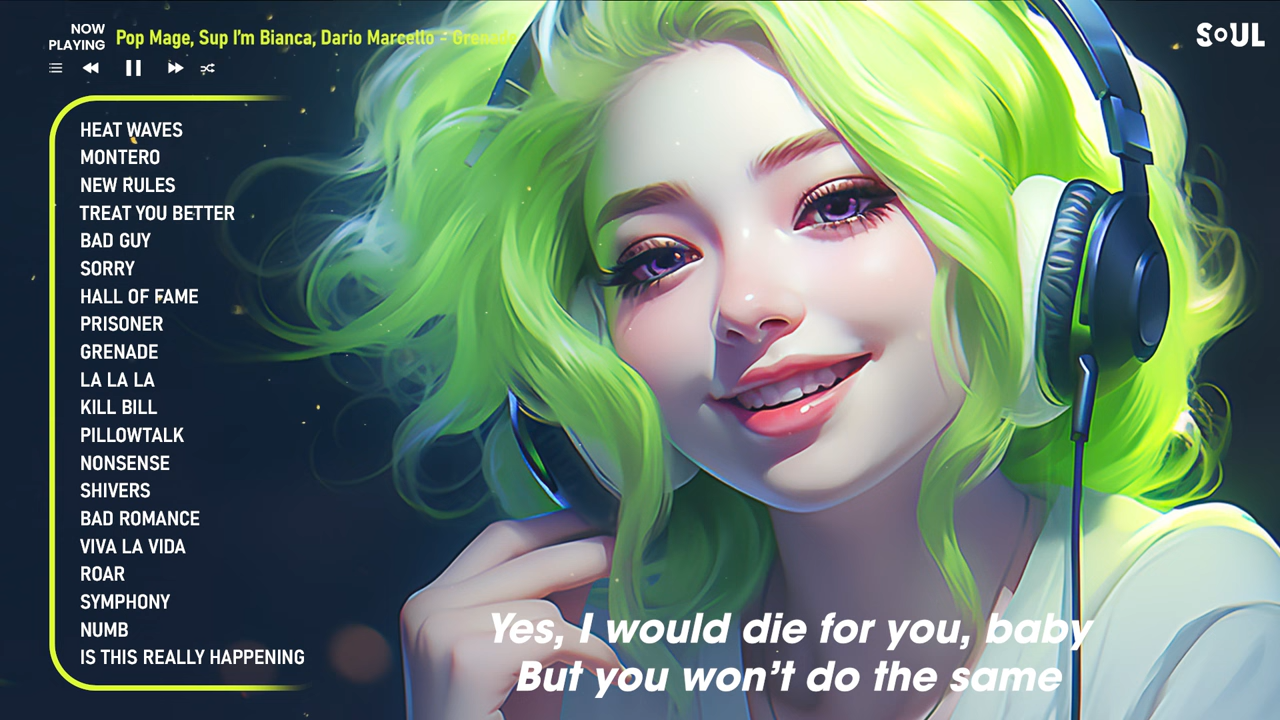 NOW
PLAYING
Pop Mage, Sup I'm Bianca, Dario Marcello - Grenade
SOUL
HEAT WAVES
MONTERO
NEW RULES
TREAT YOU BETTER
BAD GUY
SORRY
HALL OF FAME
PRISONER
GRENADE
LA LA LA
KILL BILL
PILLOWTALK
NONSENSE
SHIVERS
BAD ROMANCE
VIVA LA VIDA
ROAR
SYMPHONY
NUMB
IS THIS REALLY HAPPENING
Yes, I would die for you, baby
But you won't do the same